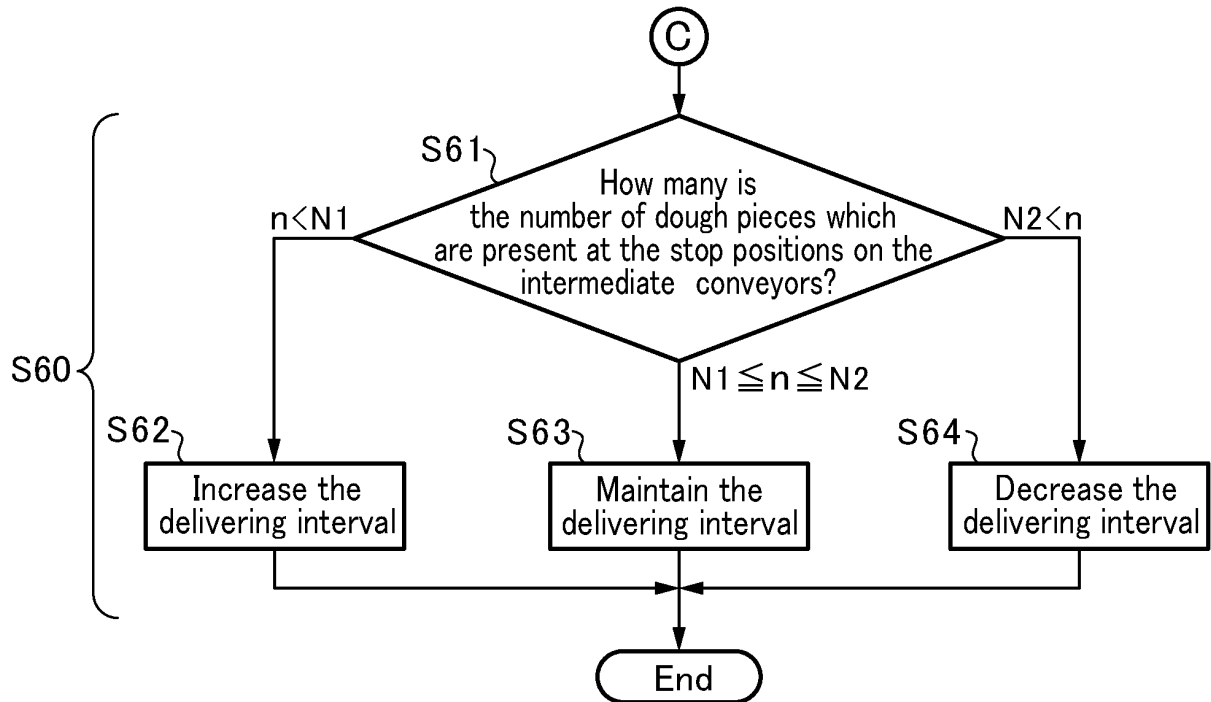 C
S61
How many is
the number of dough pieces which
are present at the stop positions on the
intermediate conveyors?
n<N1
N2<n
N1≦n≦N2
S60
S62
Increase the
delivering interval
S63
Maintain the
delivering interval
S64
Decrease the
delivering interval
End